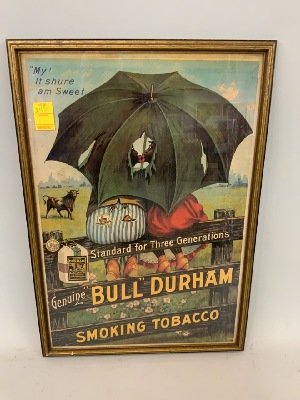 "My!
It shure
am Sweet
Standard for Three Generations
Genuine "BULL" DURHAM
SMOKING TOBACCO